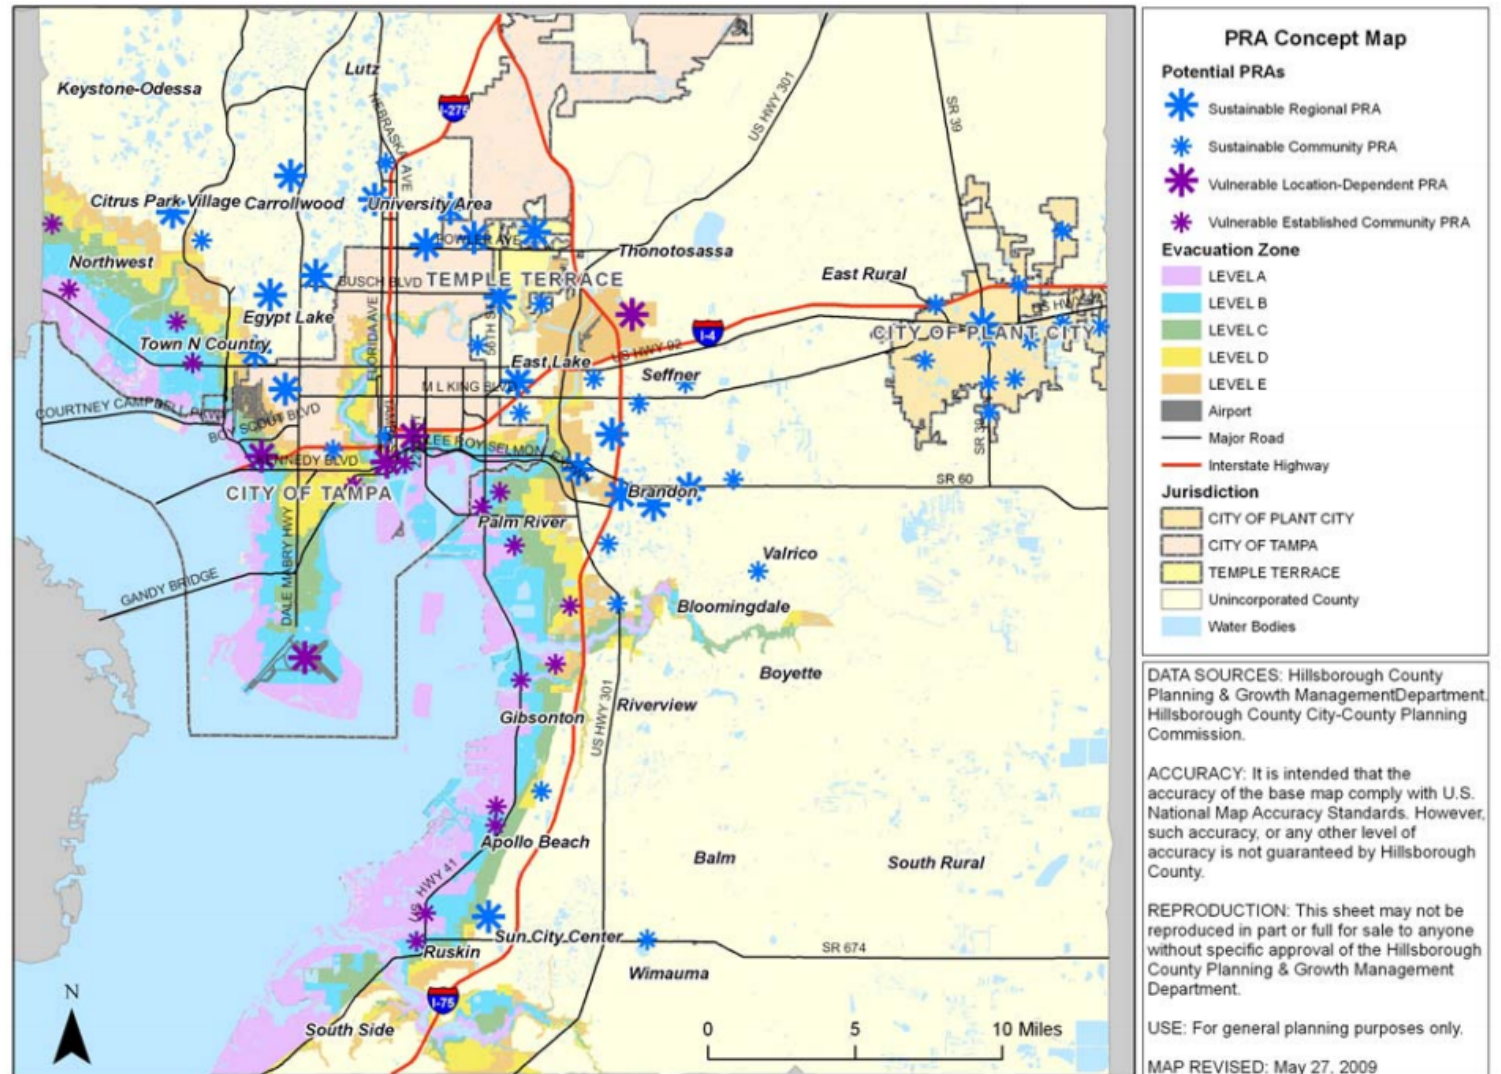 Keystone-Odessa
Lutz
I-275
NEBRASKA AVE
US HWY 301
SR 39
Citrus Park Village
Carrollwood
University Area
FOWLER AVE
Northwest
Thonotosassa
BUSCH BLVD
TEMPLE TERRACE
East Rural
Egypt Lake
FLORIDA AVE
56TH S
I-4
CITY OF PLANT CITY
Town N Country
East Lake
US HWY 92
Seffner
M L KING BLVD
COURTNEY CAMPBELL PKWY
BOY SCOUT BLVD
LEE ROY SELMON
KENNEDY BLVD
SR 39
CITY OF TAMPA
Brandon
SR 60
Palm River
DALE MABRY HWY
Valrico
GANDY BRIDGE
Bloomingdale
Boyette
Riverview
Gibsonton
US HWY 301
Apollo Beach
Balm
South Rural
US HWY 41
Sun City Center
Ruskin
SR 674
Wimauma
N
I-75
South Side
0 5 10 Miles
PRA Concept Map
Potential PRAs
Sustainable Regional PRA
Sustainable Community PRA
Vulnerable Location-Dependent PRA
Vulnerable Established Community PRA
Evacuation Zone
LEVEL A
LEVEL B
LEVEL C
LEVEL D
LEVEL E
Airport
Major Road
Interstate Highway
Jurisdiction
CITY OF PLANT CITY
CITY OF TAMPA
TEMPLE TERRACE
Unincorporated County
Water Bodies
DATA SOURCES: Hillsborough County
Planning & Growth ManagementDepartment.
Hillsborough County City-County Planning
Commission.
ACCURACY: It is intended that the
accuracy of the base map comply with U.S.
National Map Accuracy Standards. However,
such accuracy, or any other level of
accuracy is not guaranteed by Hillsborough
County.
REPRODUCTION: This sheet may not be
reproduced in part or full for sale to anyone
without specific approval of the Hillsborough
County Planning & Growth Management
Department.
USE: For general planning purposes only.
MAP REVISED: May 27, 2009